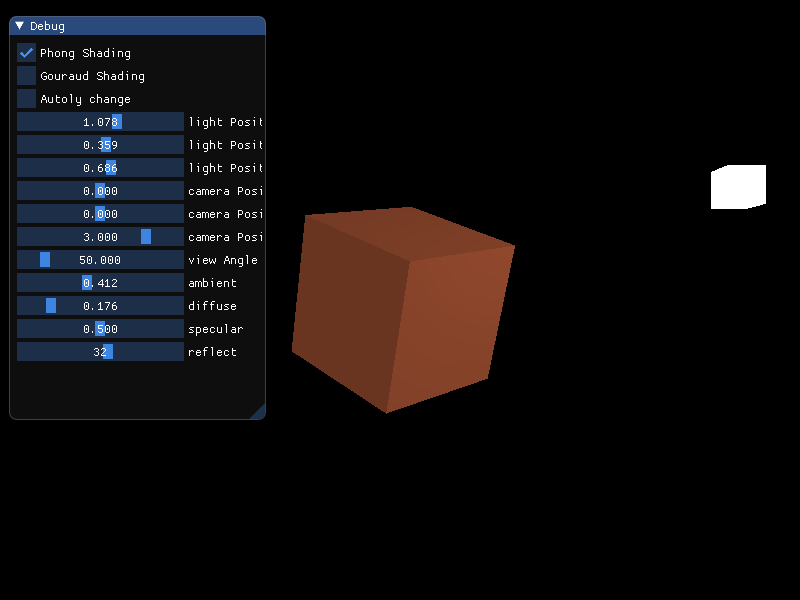 Debug
Phong Shading
Gouraud Shading
Autoly change
1.078 light Posit
0.359 light Posit
0.686 light Posit
0.000 camera Posi
0.000 camera Posi
3.000 camera Posi
50.000 view Angle
0.412 ambient
0.176 diffuse
0.500 specular
32 reflect